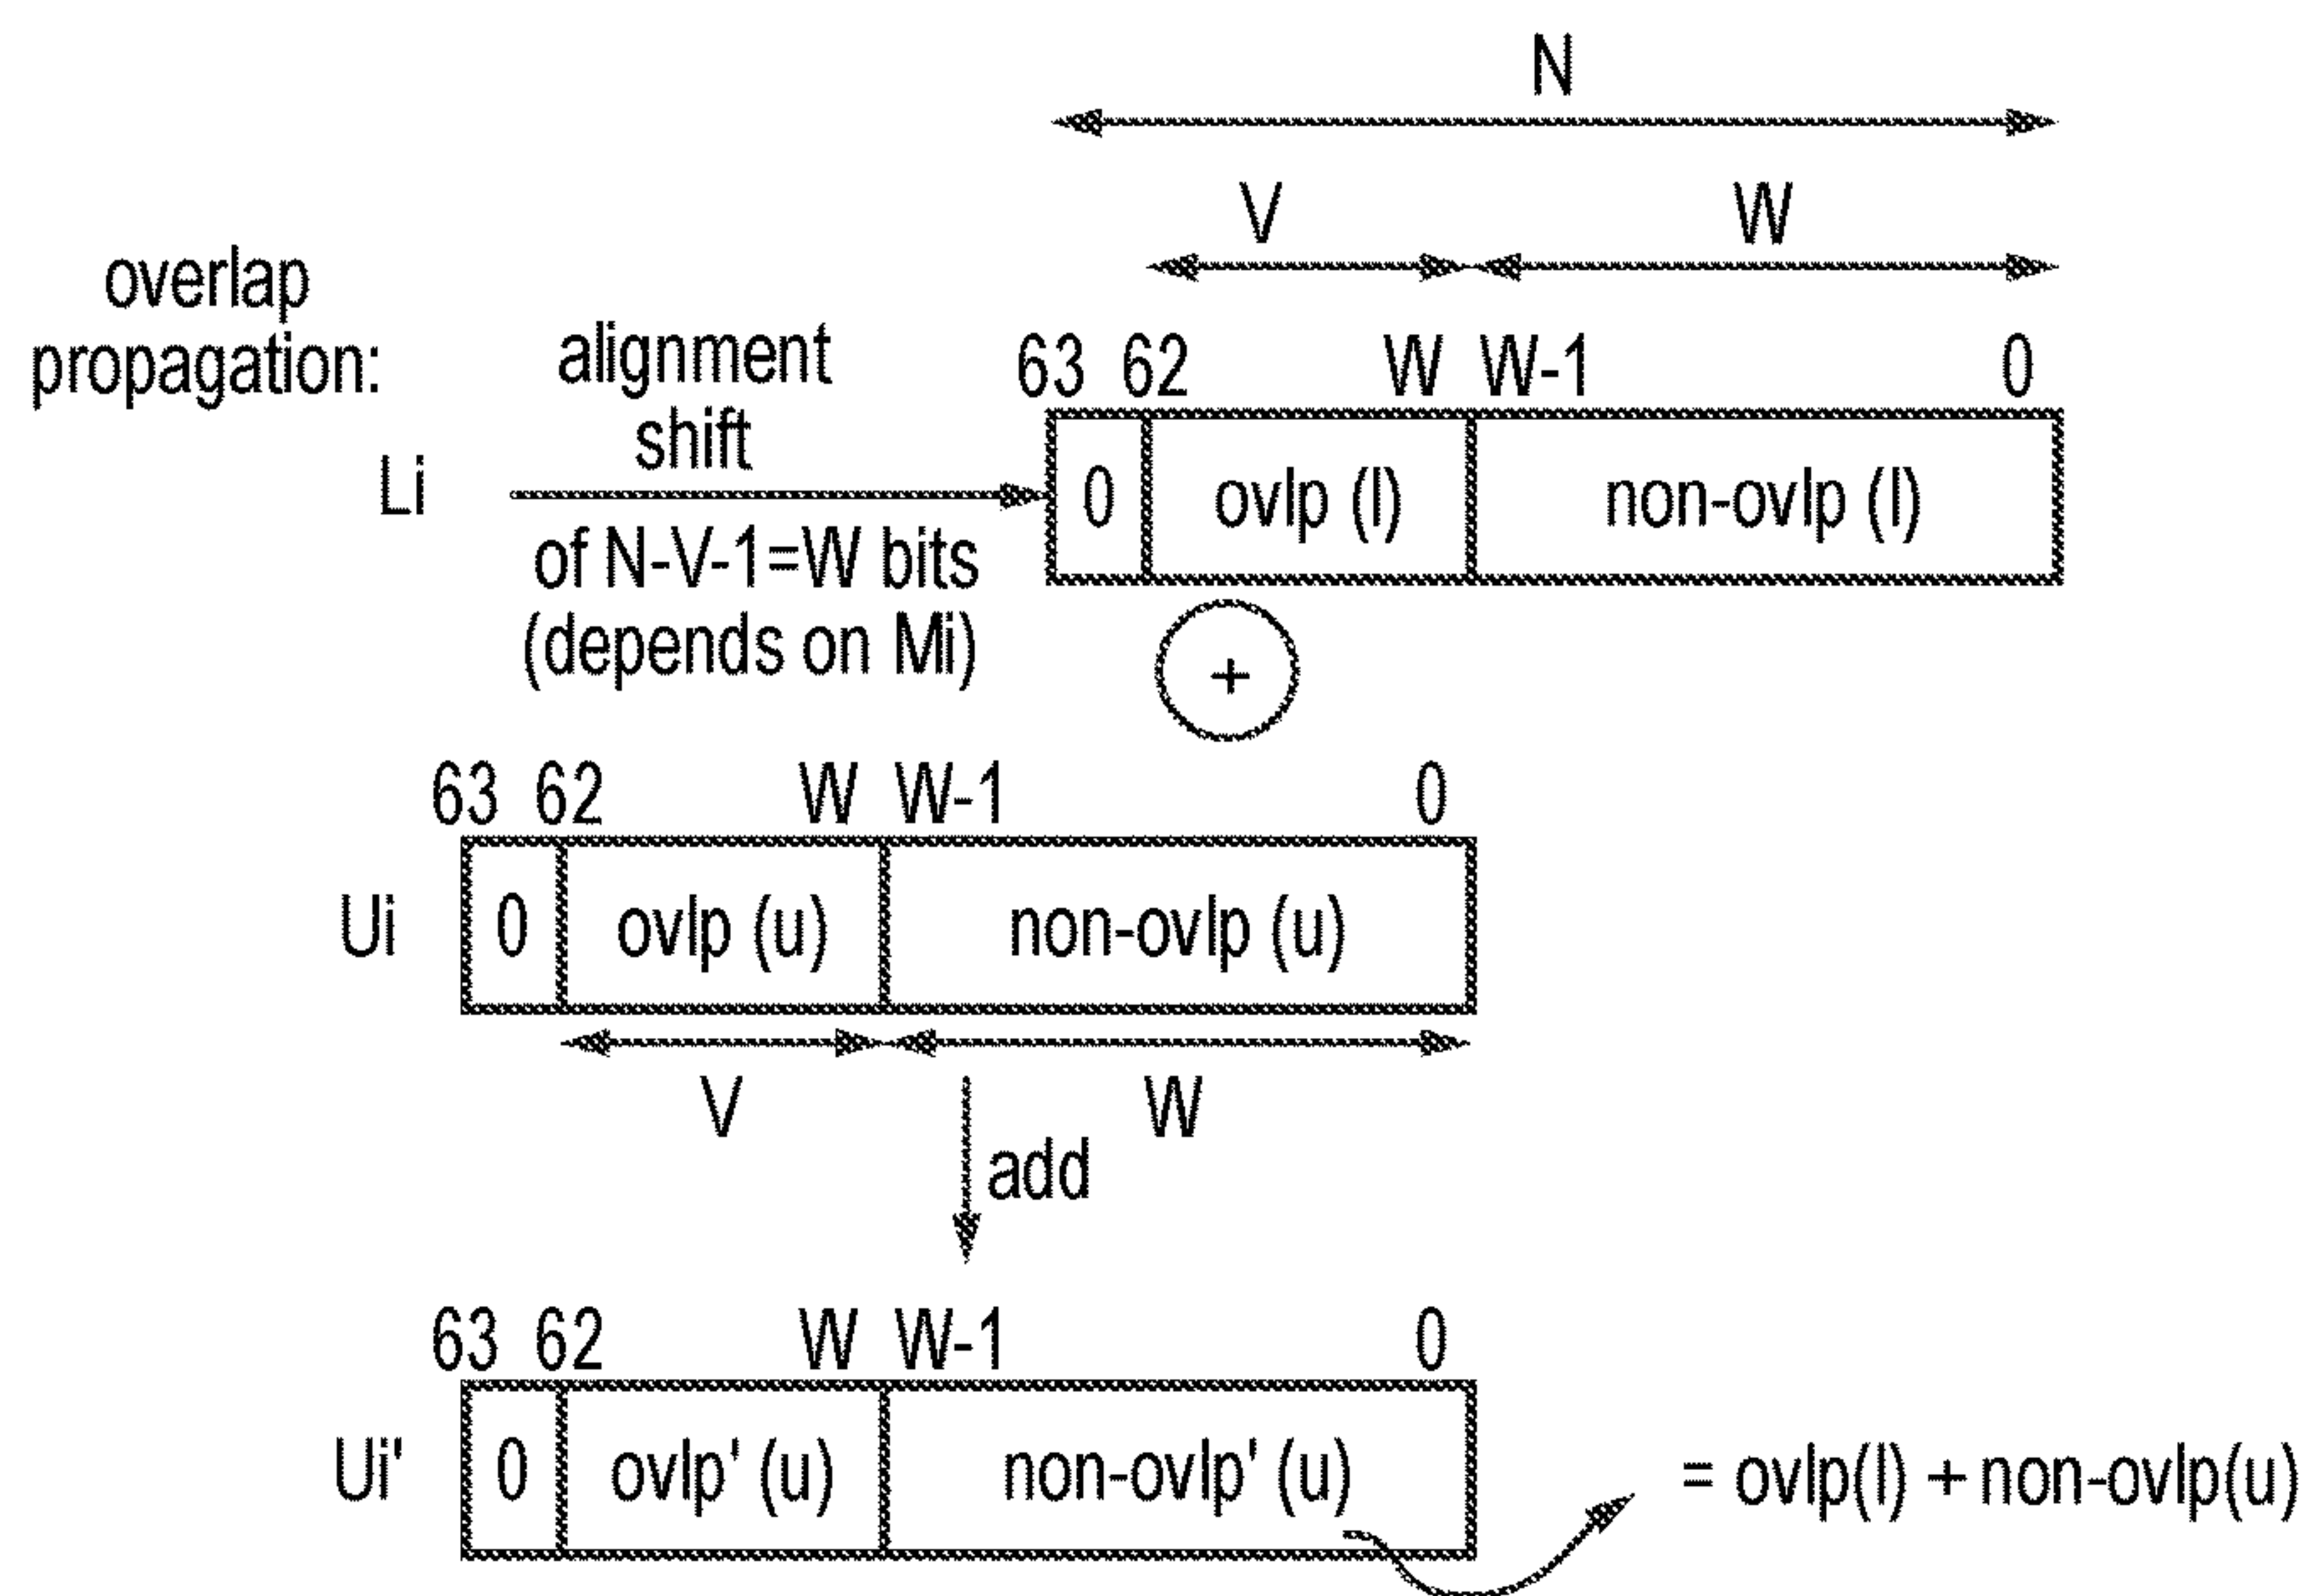 N
V W
overlap
propagation:
alignment
shift
63 62 W W-1 0
Li
0 ovlp (l) non-ovlp (l)
of N-V-1=W bits
(depends on Mi)
+
63 62 W W-1 0
Ui 0 ovlp (u) non-ovlp (u)
V W
add
63 62 W W-1 0
Ui' 0 ovlp' (u) non-ovlp' (u) = ovlp(l) + non-ovlp(u)